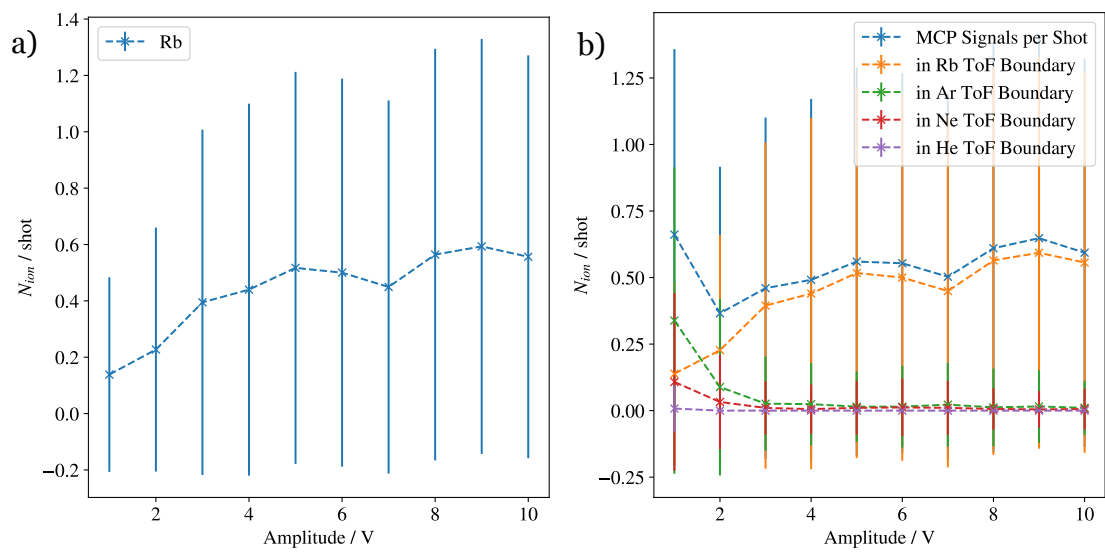 a)
Rb
1.4
1.2
1.0
0.8
0.6
0.4
0.2
0.0
−0.2
N_ion / shot
2 4 6 8 10
Amplitude / V
b)
MCP Signals per Shot
in Rb ToF Boundary
in Ar ToF Boundary
in Ne ToF Boundary
in He ToF Boundary
1.25
1.00
0.75
0.50
0.25
0.00
−0.25
N_ion / shot
2 4 6 8 10
Amplitude / V